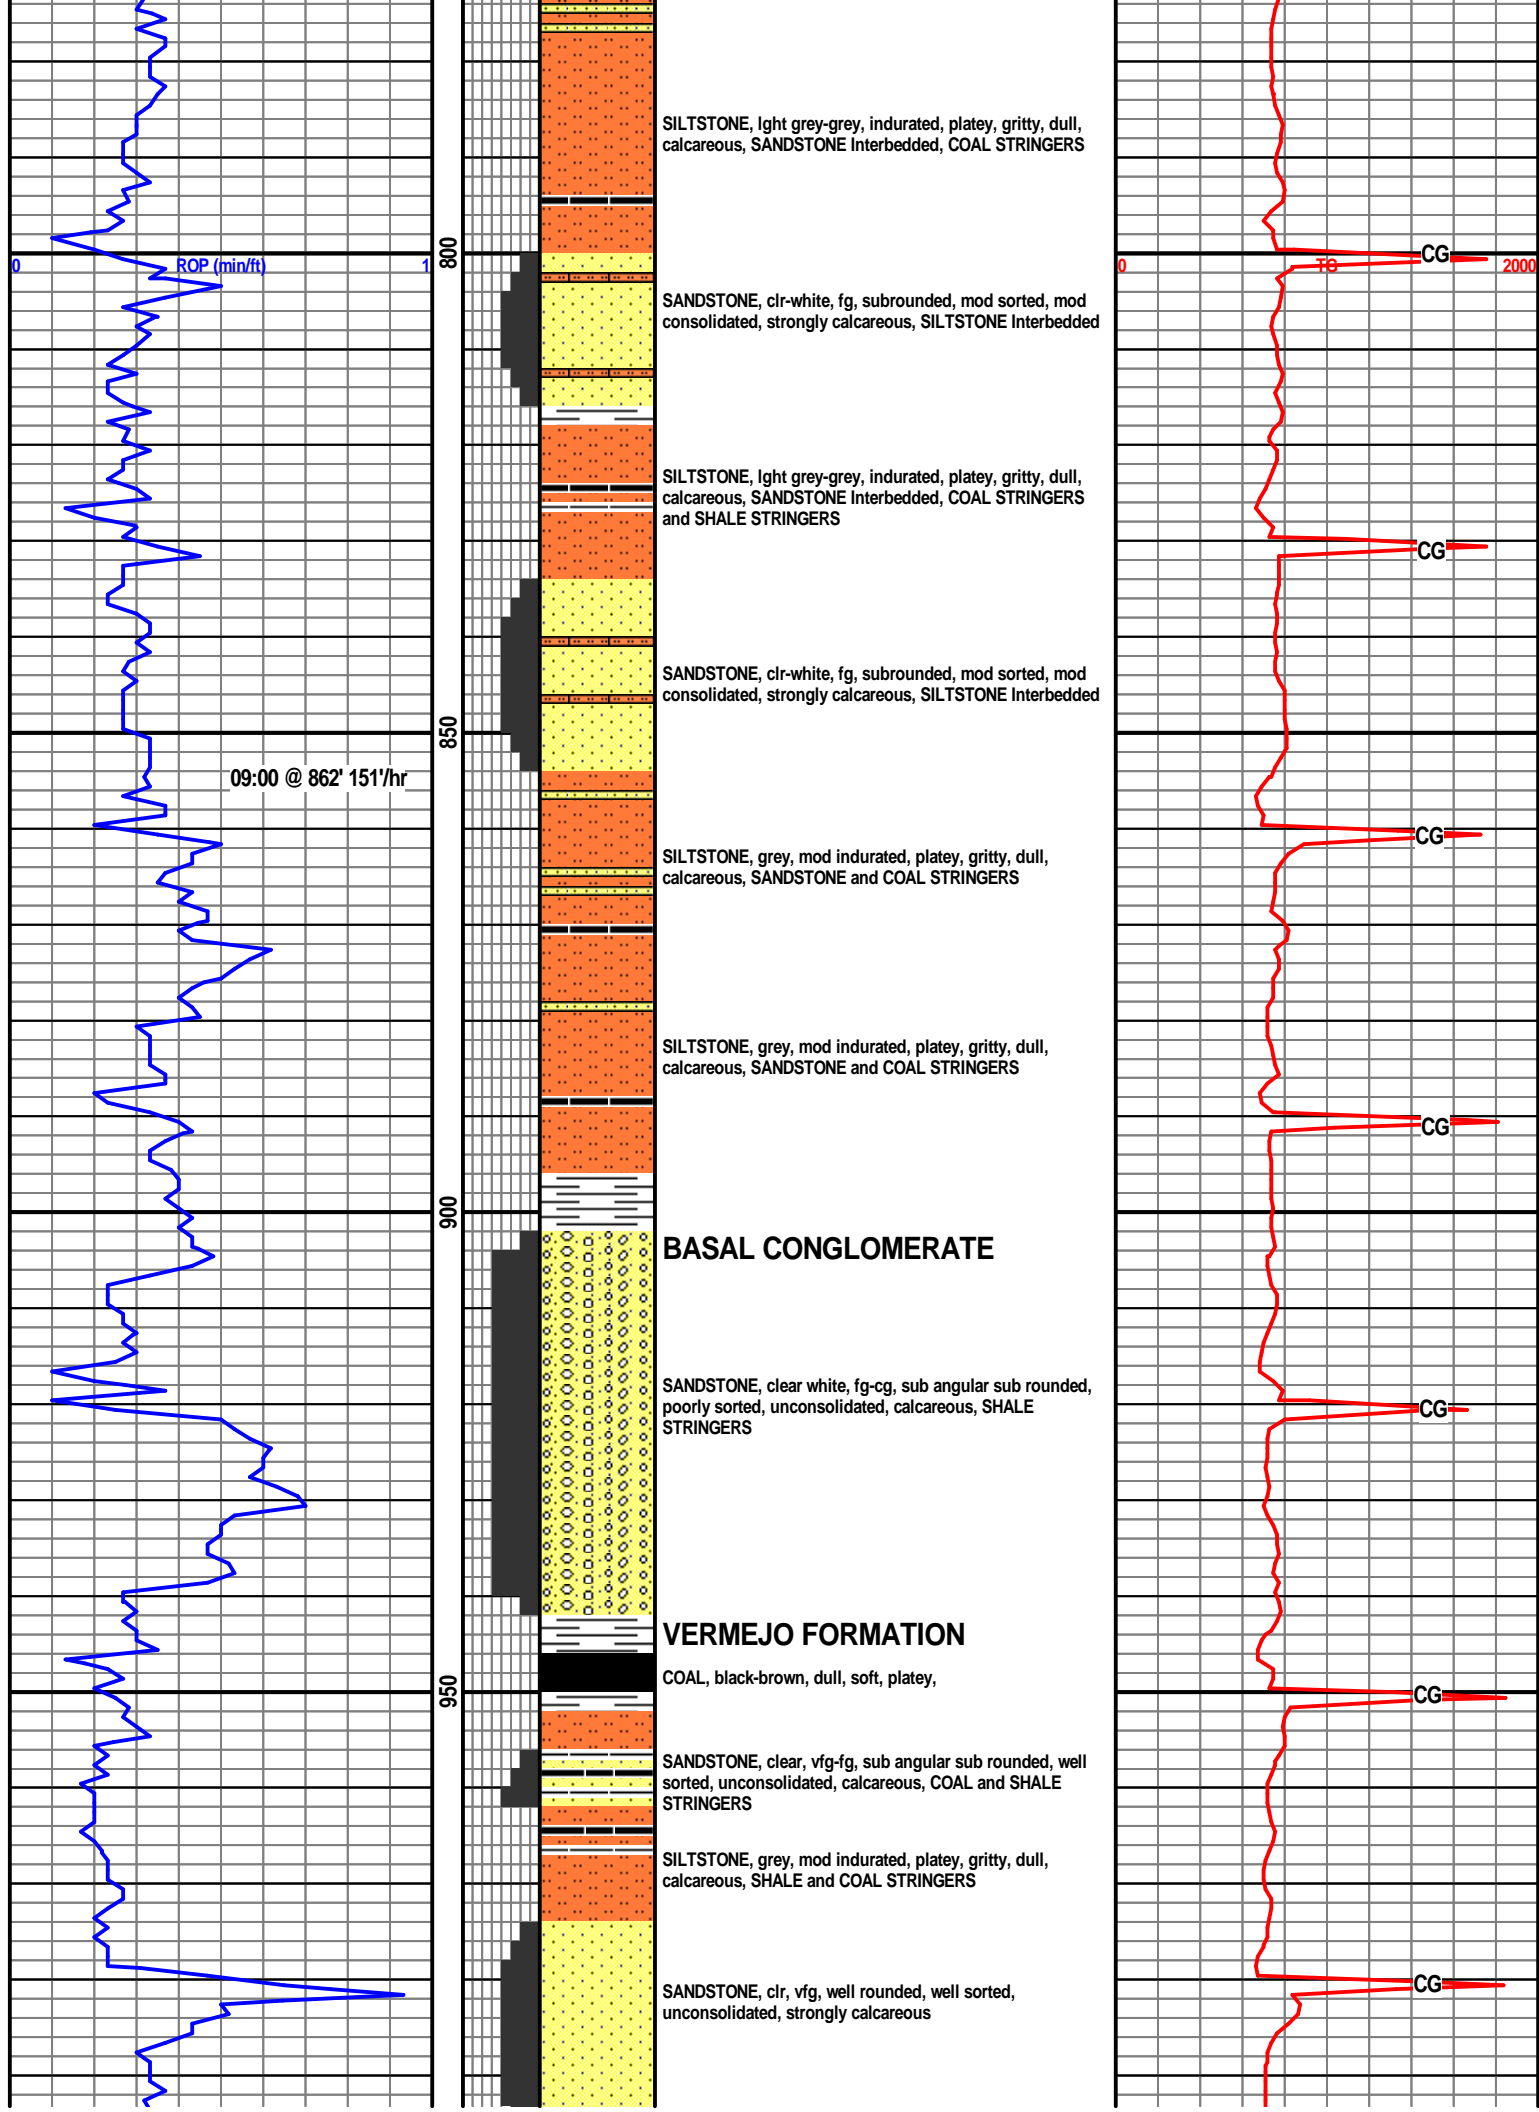 SILTSTONE, lght grey-grey, indurated, platey, gritty, dull,
calcareous, SANDSTONE Interbedded, COAL STRINGERS
0 ROP (min/ft) 1
800
CG
0 TG 2000
SANDSTONE, clr-white, fg, subrounded, mod sorted, mod
consolidated, strongly calcareous, SILTSTONE Interbedded
SILTSTONE, lght grey-grey, indurated, platey, gritty, dull,
calcareous, SANDSTONE Interbedded, COAL STRINGERS
and SHALE STRINGERS
CG
SANDSTONE, clr-white, fg, subrounded, mod sorted, mod
consolidated, strongly calcareous, SILTSTONE Interbedded
850
09:00 @ 862' 151'/hr
CG
SILTSTONE, grey, mod indurated, platey, gritty, dull,
calcareous, SANDSTONE and COAL STRINGERS
SILTSTONE, grey, mod indurated, platey, gritty, dull,
calcareous, SANDSTONE and COAL STRINGERS
CG
900
BASAL CONGLOMERATE
SANDSTONE, clear white, fg-cg, sub angular sub rounded,
poorly sorted, unconsolidated, calcareous, SHALE
STRINGERS
CG
VERMEJO FORMATION
COAL, black-brown, dull, soft, platey,
950
CG
SANDSTONE, clear, vfg-fg, sub angular sub rounded, well
sorted, unconsolidated, calcareous, COAL and SHALE
STRINGERS
SILTSTONE, grey, mod indurated, platey, gritty, dull,
calcareous, SHALE and COAL STRINGERS
CG
SANDSTONE, clr, vfg, well rounded, well sorted,
unconsolidated, strongly calcareous